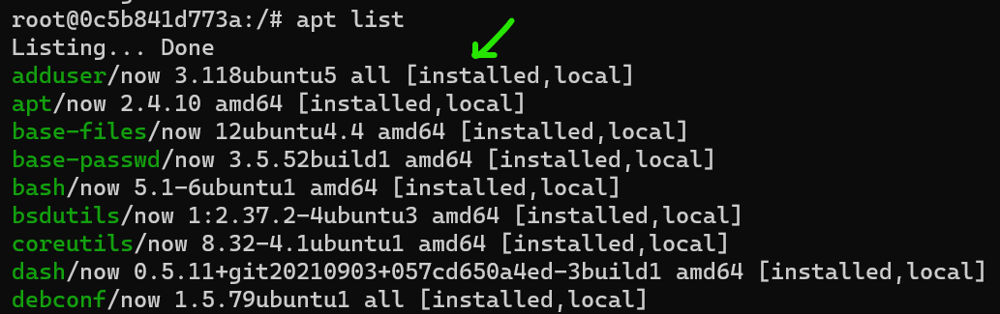 root@0c5b841d773a:/# apt list
Listing... Done
adduser/now 3.118ubuntu5 all [installed,local]
apt/now 2.4.10 amd64 [installed,local]
base-files/now 12ubuntu4.4 amd64 [installed,local]
base-passwd/now 3.5.52build1 amd64 [installed,local]
bash/now 5.1-6ubuntu1 amd64 [installed,local]
bsdutils/now 1:2.37.2-4ubuntu3 amd64 [installed,local]
coreutils/now 8.32-4.1ubuntu1 amd64 [installed,local]
dash/now 0.5.11+git20210903+057cd650a4ed-3build1 amd64 [installed,local]
debconf/now 1.5.79ubuntu1 all [installed,local]